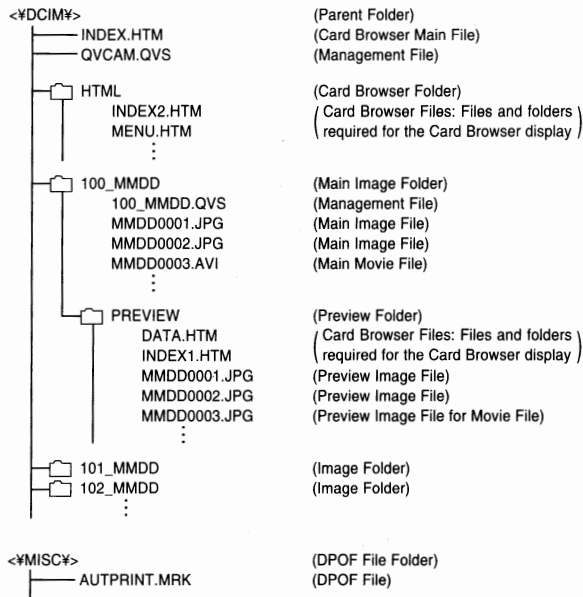 <¥DCIM¥> (Parent Folder)
INDEX.HTM (Card Browser Main File)
QVCAM.QVS (Management File)
HTML (Card Browser Folder)
INDEX2.HTM ( Card Browser Files: Files and folders )
MENU.HTM ( required for the Card Browser display )
⋮
100_MMDD (Main Image Folder)
100_MMDD.QVS (Management File)
MMDD0001.JPG (Main Image File)
MMDD0002.JPG (Main Image File)
MMDD0003.AVI (Main Movie File)
⋮
PREVIEW (Preview Folder)
DATA.HTM ( Card Browser Files: Files and folders )
INDEX1.HTM ( required for the Card Browser display )
MMDD0001.JPG (Preview Image File)
MMDD0002.JPG (Preview Image File)
MMDD0003.JPG (Preview Image File for Movie File)
⋮
101_MMDD (Image Folder)
102_MMDD (Image Folder)
⋮
<¥MISC¥> (DPOF File Folder)
AUTPRINT.MRK (DPOF File)